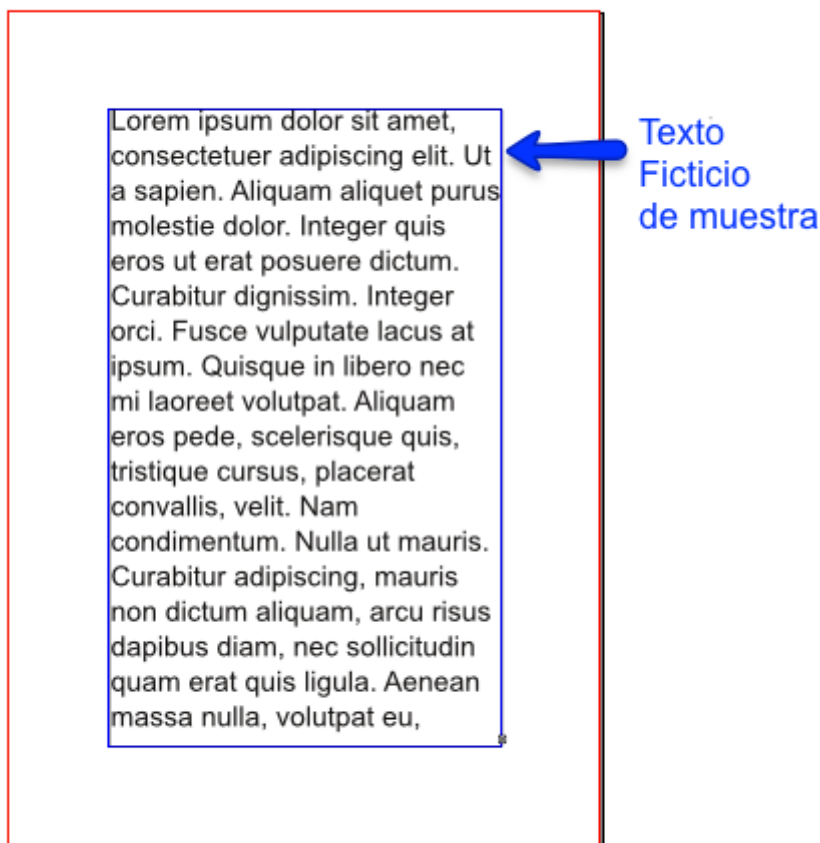 Lorem ipsum dolor sit amet,
consectetuer adipiscing elit. Ut
a sapien. Aliquam aliquet purus
molestie dolor. Integer quis
eros ut erat posuere dictum.
Curabitur dignissim. Integer
orci. Fusce vulputate lacus at
ipsum. Quisque in libero nec
mi laoreet volutpat. Aliquam
eros pede, scelerisque quis,
tristique cursus, placerat
convallis, velit. Nam
condimentum. Nulla ut mauris.
Curabitur adipiscing, mauris
non dictum aliquam, arcu risus
dapibus diam, nec sollicitudin
quam erat quis ligula. Aenean
massa nulla, volutpat eu,
Texto
Ficticio
de muestra